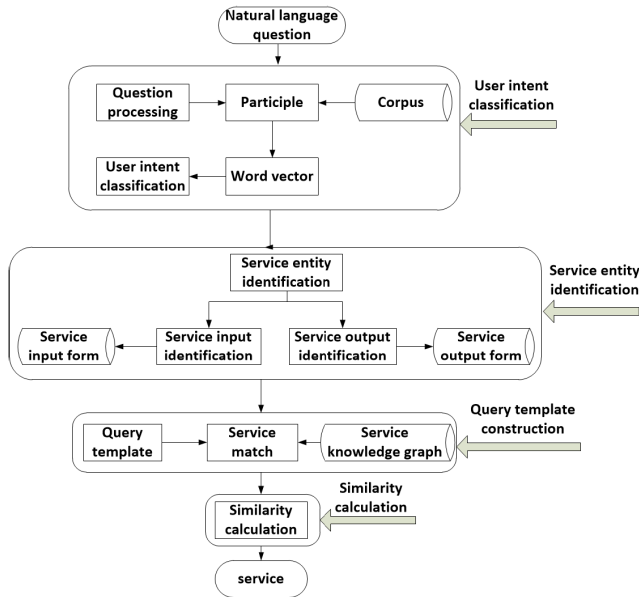 Natural language
question
Question
processing
Participle
Corpus
User intent
classification
User intent
classification
Word vector
Service entity
identification
Service entity
identification
Service
input form
Service input
identification
Service output
identification
Service
output form
Query template
construction
Query
template
Service
match
Service
knowledge graph
Similarity
calculation
Similarity
calculation
service